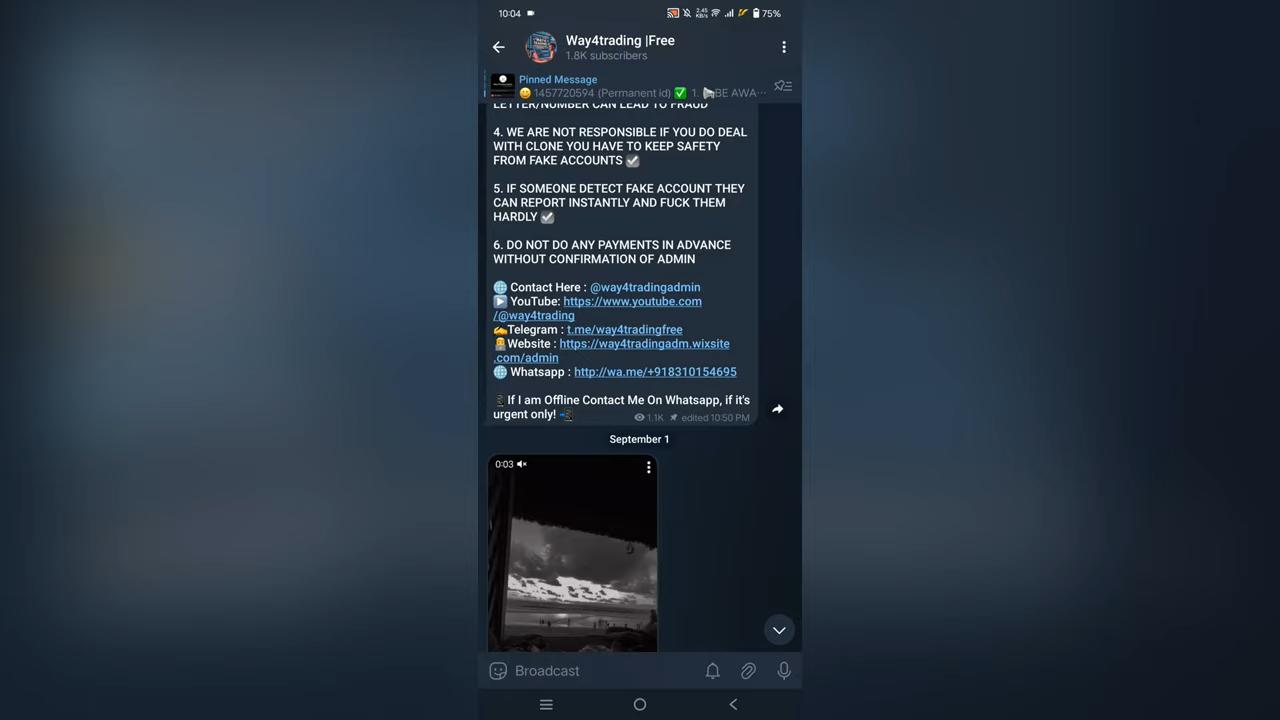 10:04 2.45 KB/s 75%
Way4trading |Free
1.8K subscribers
Pinned Message
😀 1457720594 (Permanent id) ✅ 1. BE AWA...
LETTER/NUMBER CAN LEAD TO FRAUD
4. WE ARE NOT RESPONSIBLE IF YOU DO DEAL
WITH CLONE YOU HAVE TO KEEP SAFETY
FROM FAKE ACCOUNTS ☑️
5. IF SOMEONE DETECT FAKE ACCOUNT THEY
CAN REPORT INSTANTLY AND FUCK THEM
HARDLY ☑️
6. DO NOT DO ANY PAYMENTS IN ADVANCE
WITHOUT CONFIRMATION OF ADMIN
🌐 Contact Here : @way4tradingadmin
▶️ YouTube: https://www.youtube.com
/@way4trading
✍️Telegram : t.me/way4tradingfree
👨‍💻Website : https://way4tradingadm.wixsite
.com/admin
🌐 Whatsapp : http://wa.me/+918310154695
📱If I am Offline Contact Me On Whatsapp, if it's
urgent only! 📲
1.1K edited 10:50 PM
September 1
0:03
Broadcast